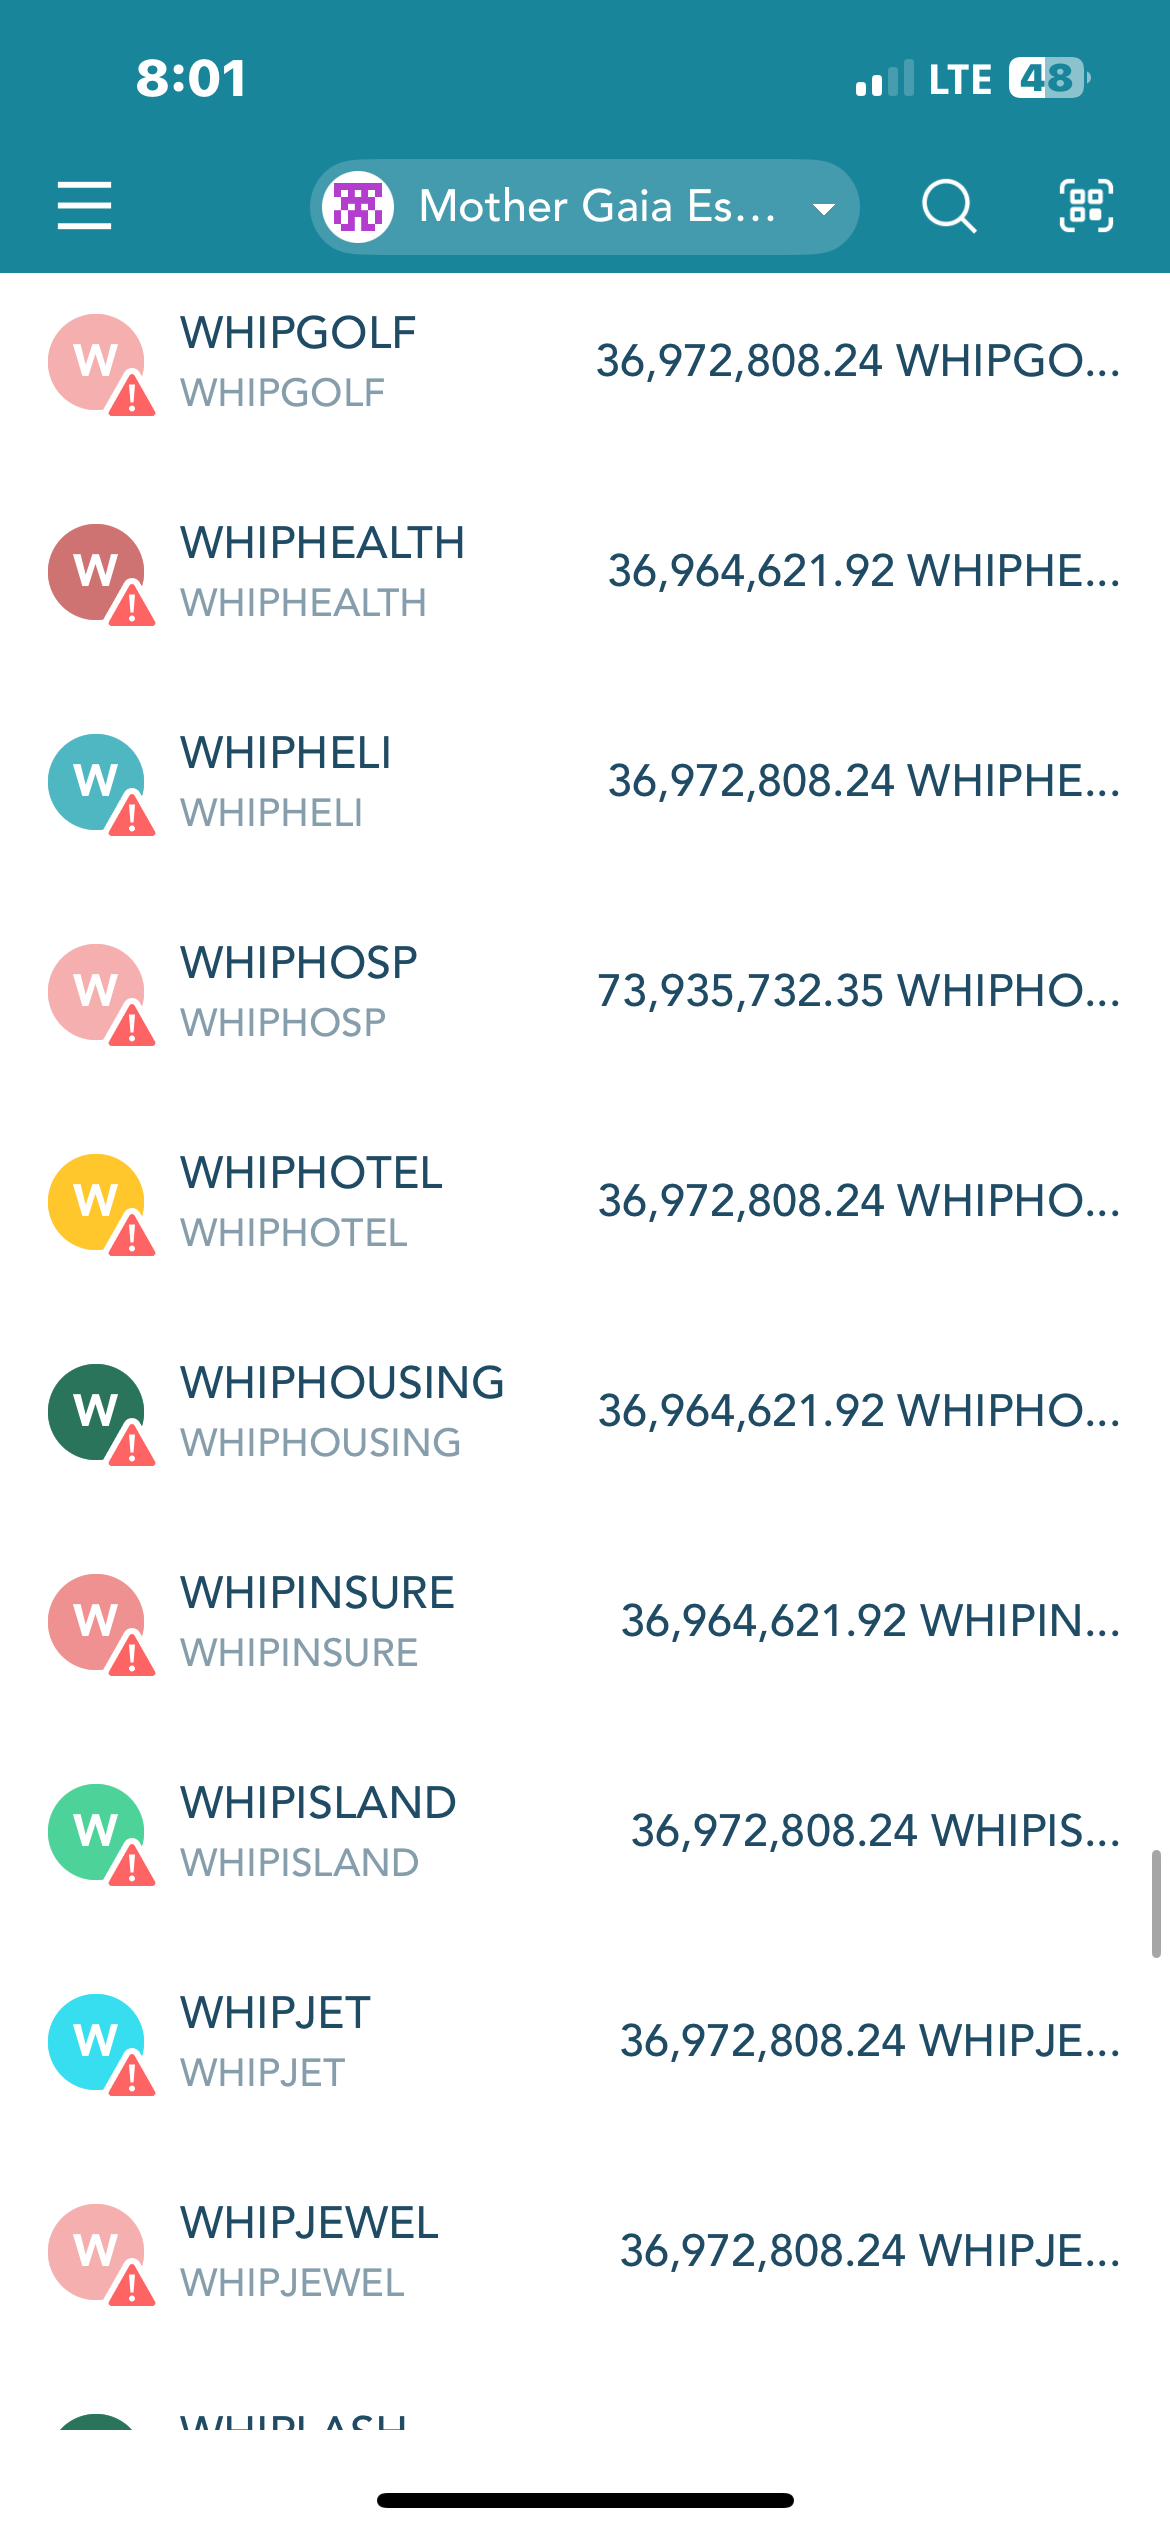 8:01 LTE 48
Mother Gaia Es...
W WHIPGOLF 36,972,808.24 WHIPGO...
WHIPGOLF
W WHIPHEALTH 36,964,621.92 WHIPHE...
WHIPHEALTH
W WHIPHELI 36,972,808.24 WHIPHE...
WHIPHELI
W WHIPHOSP 73,935,732.35 WHIPHO...
WHIPHOSP
W WHIPHOTEL 36,972,808.24 WHIPHO...
WHIPHOTEL
W WHIPHOUSING 36,964,621.92 WHIPHO...
WHIPHOUSING
W WHIPINSURE 36,964,621.92 WHIPIN...
WHIPINSURE
W WHIPISLAND 36,972,808.24 WHIPIS...
WHIPISLAND
W WHIPJET 36,972,808.24 WHIPJE...
WHIPJET
W WHIPJEWEL 36,972,808.24 WHIPJE...
WHIPJEWEL
WHIPLASH